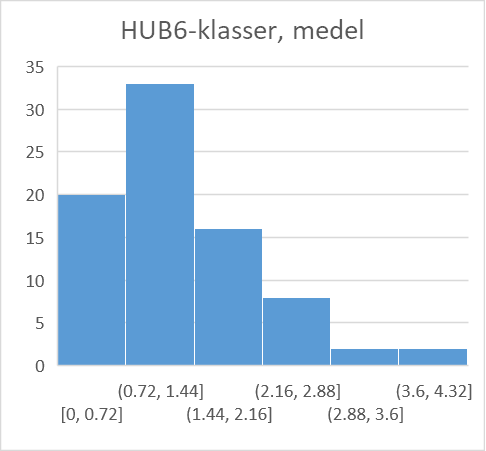 HUB6-klasser, medel
35
30
25
20
15
10
5
0
(0.72, 1.44] (2.16, 2.88] (3.6, 4.32]
[0, 0.72] (1.44, 2.16] (2.88, 3.6]